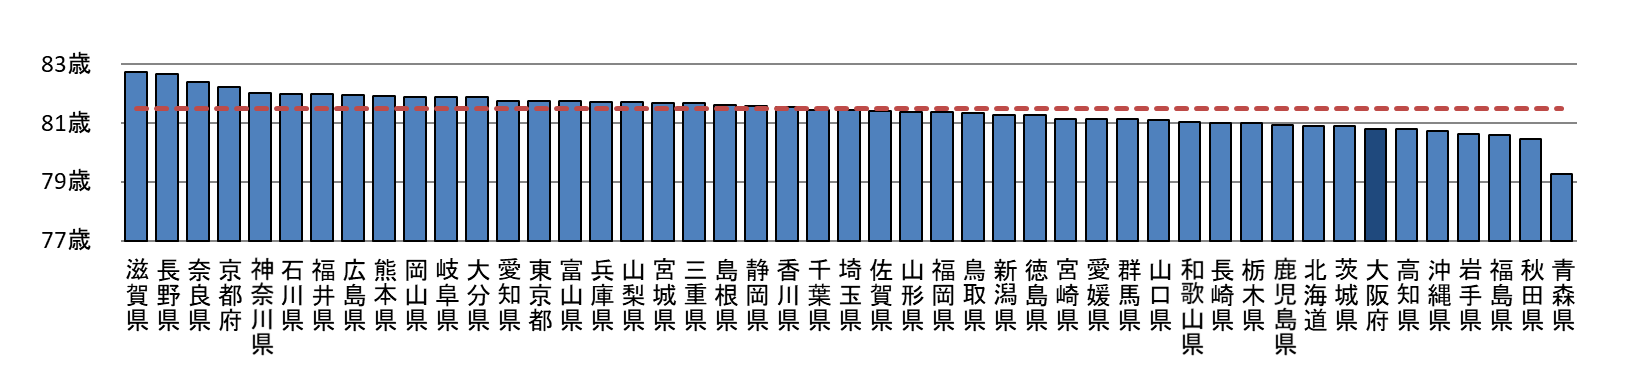 83歳
81歳
79歳
77歳
滋賀県
長野県
奈良県
京都府
神奈川県
石川県
福井県
広島県
熊本県
岡山県
岐阜県
大分県
愛知県
東京都
富山県
兵庫県
山梨県
宮城県
三重県
島根県
静岡県
香川県
千葉県
埼玉県
佐賀県
山形県
福岡県
鳥取県
新潟県
徳島県
宮崎県
愛媛県
群馬県
山口県
和歌山県
長崎県
栃木県
鹿児島県
北海道
茨城県
大阪府
高知県
沖縄県
岩手県
福島県
秋田県
青森県